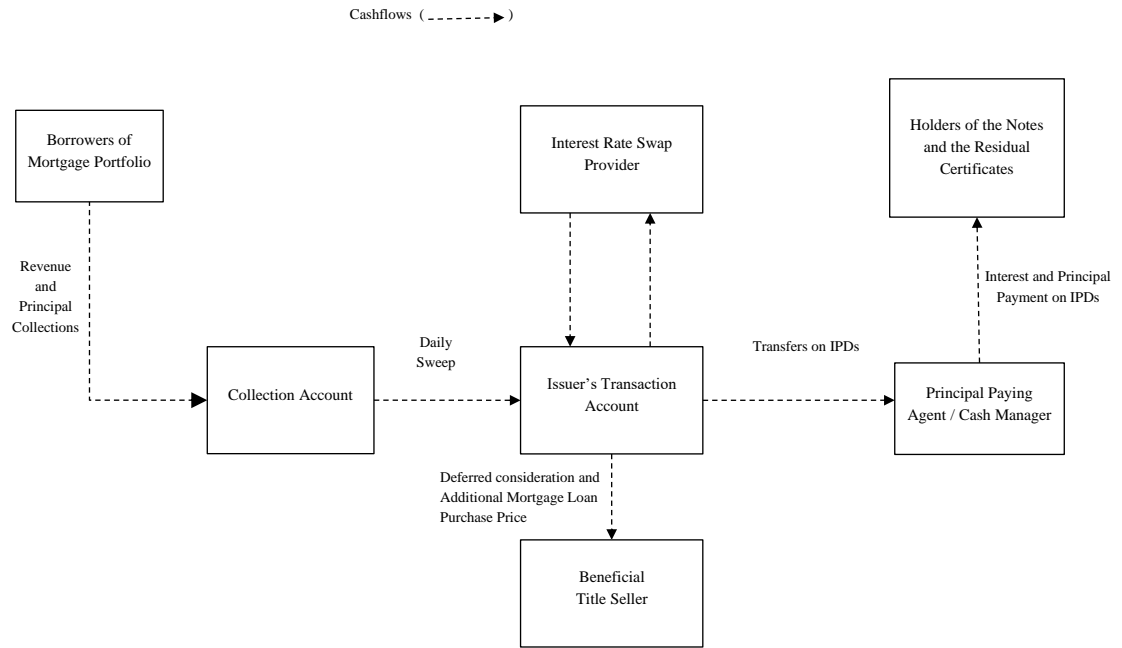 Cashflows ( )
Borrowers of
Mortgage Portfolio
Interest Rate Swap
Provider
Holders of the Notes
and the Residual
Certificates
Revenue
and
Principal
Collections
Interest and Principal
Payment on IPDs
Daily
Sweep
Transfers on IPDs
Collection Account
Issuer’s Transaction
Account
Principal Paying
Agent / Cash Manager
Deferred consideration and
Additional Mortgage Loan
Purchase Price
Beneficial
Title Seller